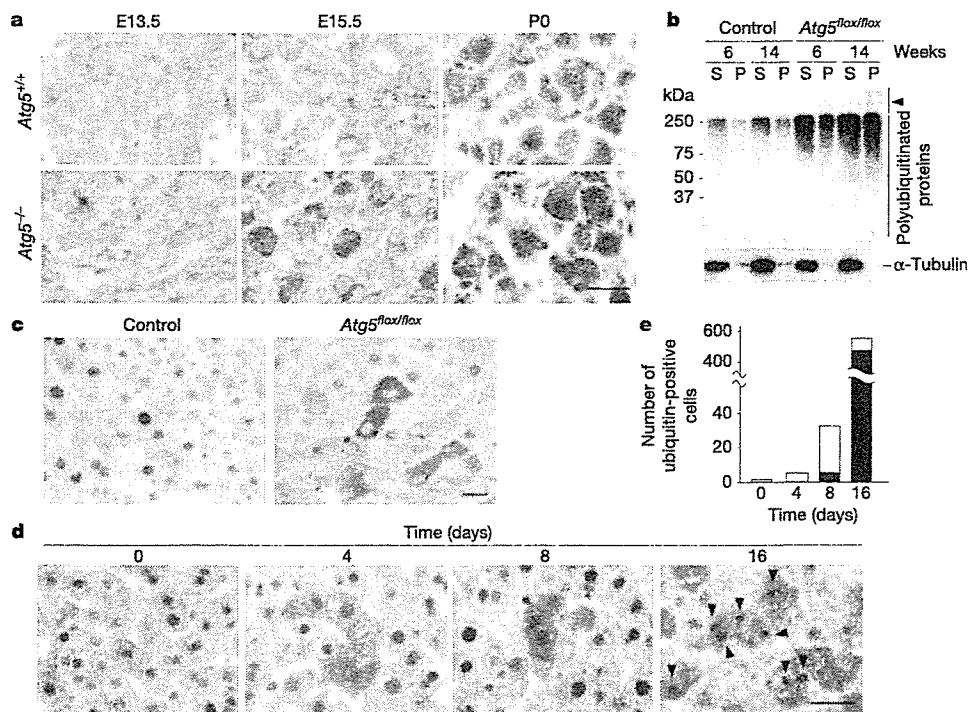 a
E13.5 E15.5 P0
Atg5+/+
Atg5−/−
b
Control Atg5flox/flox
6 14 6 14 Weeks
S P S P S P S P
kDa
250
75
50
37
Polyubiquitinated
proteins
α-Tubulin
c
Control Atg5flox/flox
e
600
400
40
20
0
Number of
ubiquitin-positive
cells
0 4 8 16
Time (days)
d
Time (days)
0 4 8 16